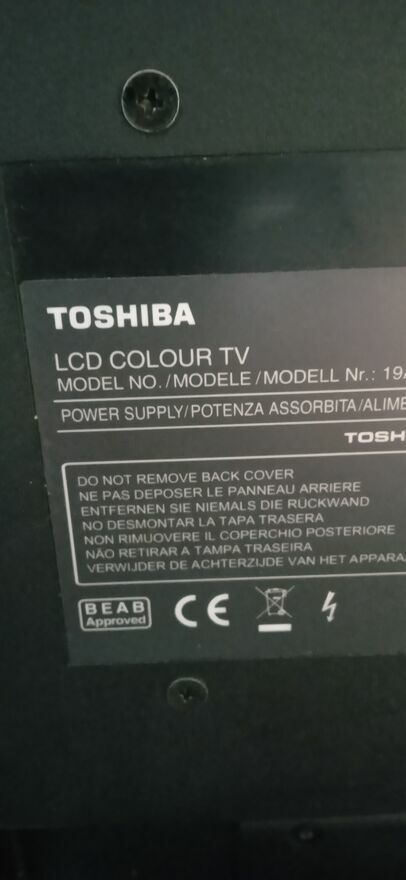 TOSHIBA
LCD COLOUR TV
MODEL NO./MODELE/MODELL Nr.: 19A
POWER SUPPLY/POTENZA ASSORBITA/ALIME
TOSH
DO NOT REMOVE BACK COVER
NE PAS DEPOSER LE PANNEAU ARRIERE
ENTFERNEN SIE NIEMALS DIE RÜCKWAND
NO DESMONTAR LA TAPA TRASERA
NON RIMUOVERE IL COPERCHIO POSTERIORE
NÃO RETIRAR A TAMPA TRASEIRA
VERWIJDER DE ACHTERZIJDE VAN HET APPARA
BEAB
Approved
CE